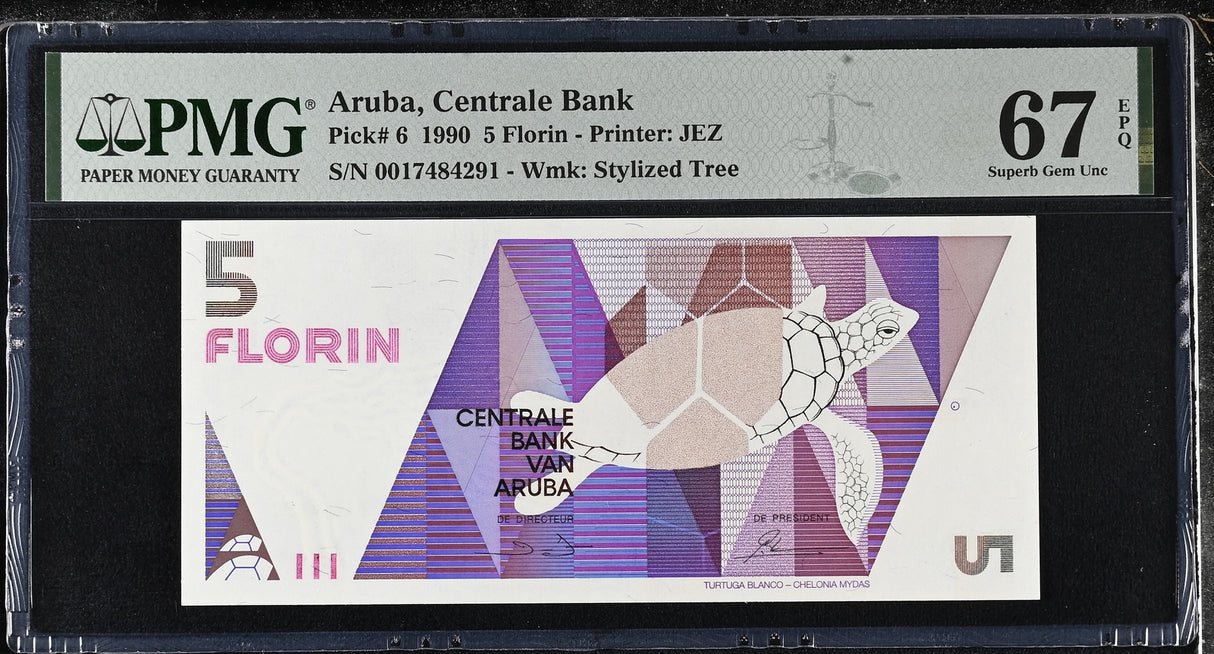 PMG®
PAPER MONEY GUARANTY
Aruba, Centrale Bank
Pick# 6 1990 5 Florin - Printer: JEZ
S/N 0017484291 - Wmk: Stylized Tree
67
EPQ
Superb Gem Unc
5
FLORIN
CENTRALE
BANK
VAN
ARUBA
DE DIRECTEUR
DE PRESIDENT
TURTUGA BLANCO – CHELONIA MYDAS
5